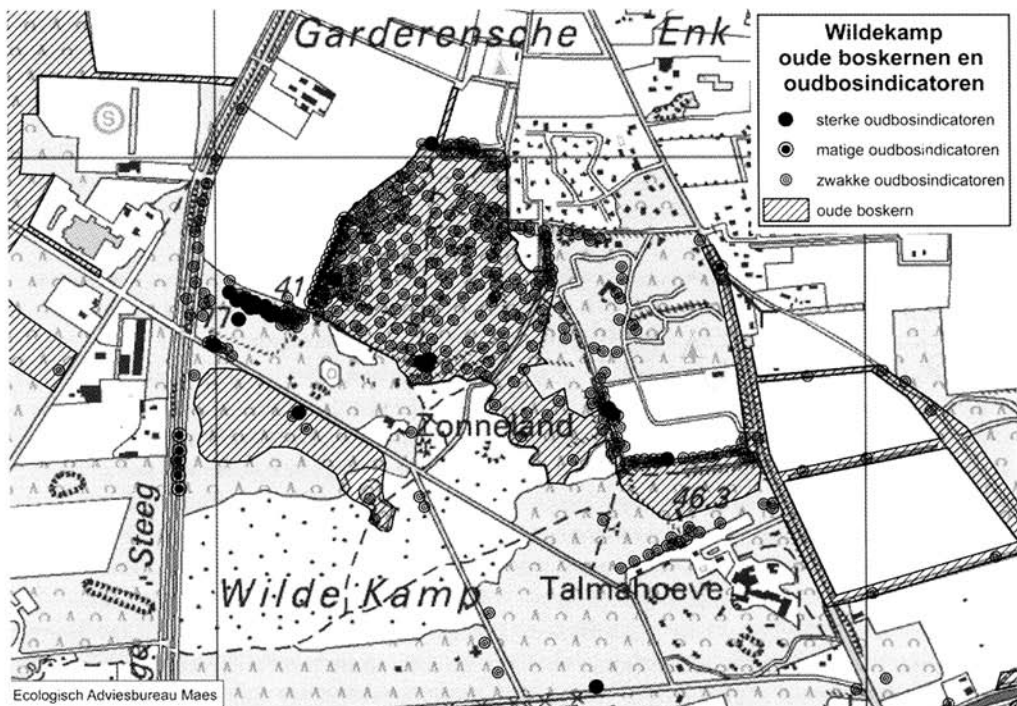 Garderensche Enk
Wildekamp
oude boskernen en
oudbosindicatoren
sterke oudbosindicatoren
matige oudbosindicatoren
zwakke oudbosindicatoren
oude boskern
S
41
17
Zonneland
46.3
Steeg
Wilde Kamp
Talmahoeve
Ecologisch Adviesbureau Maes